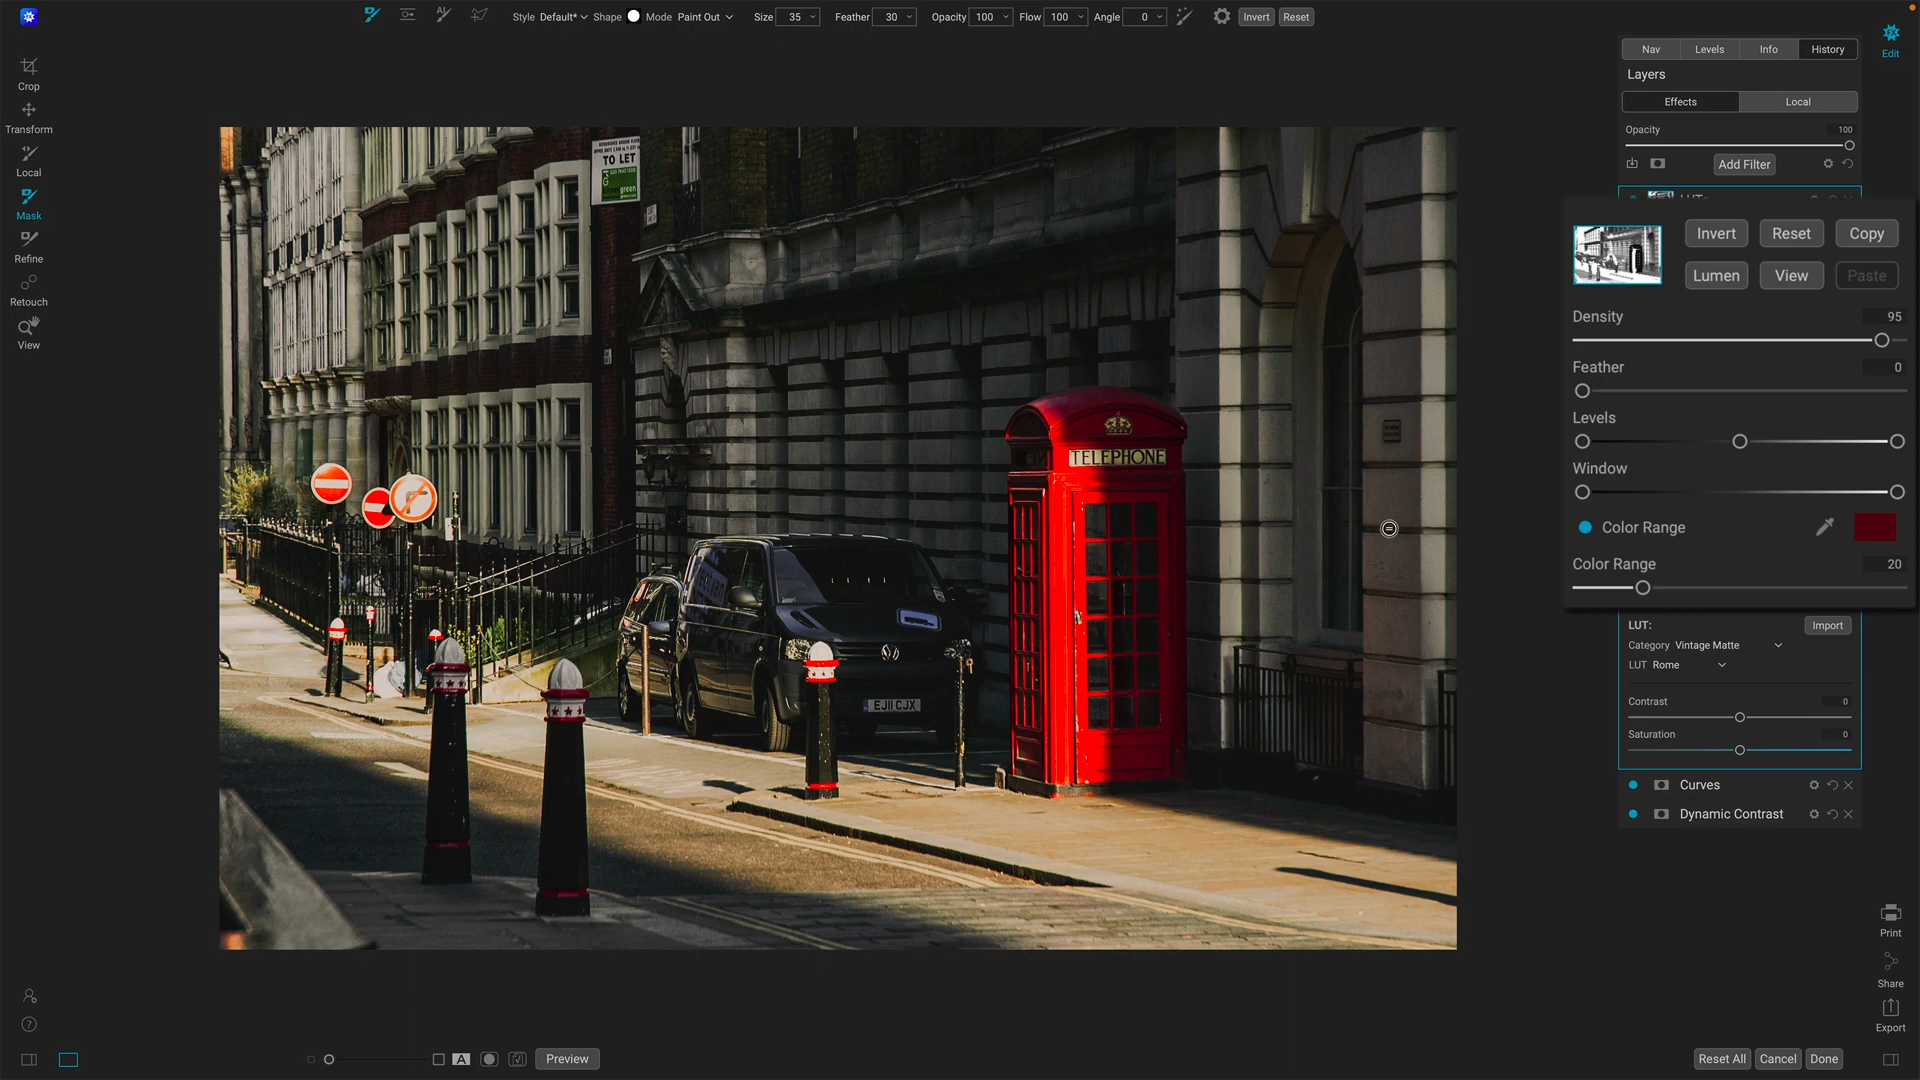 Style Default* Shape Mode Paint Out Size 35 Feather 30 Opacity 100 Flow 100 Angle 0 Invert Reset
Edit
Crop
Transform
Local
Mask
Refine
Retouch
View
Nav Levels Info History
Layers
Effects Local
Opacity 100
Add Filter
Invert Reset Copy
Lumen View Paste
Density 95
Feather 0
Levels
Window
Color Range
Color Range 20
LUT: Import
Category Vintage Matte
LUT Rome
Contrast 0
Saturation 0
Curves
Dynamic Contrast
TO LET
green
TELEPHONE
EJII CJX
Print
Share
Export
A Preview
Reset All Cancel Done